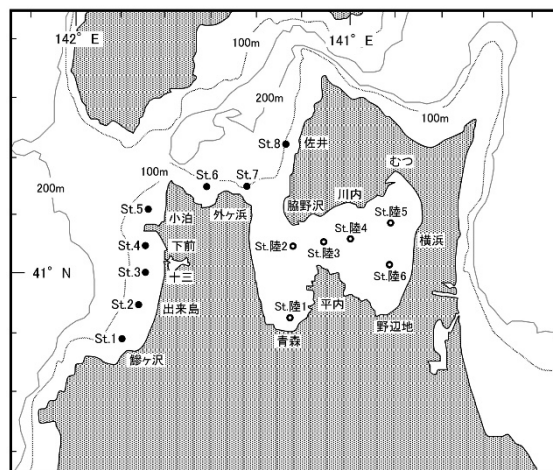 142° E
141° E
100m
200m
100m
St.8
佐井
100m
むつ
St.6
St.7
川内
200m
脇野沢
St.5
小泊
外ヶ浜
St.陸5
St.陸4
横浜
St.4
下前
St.陸2
St.陸3
41° N
St.3
十三
St.陸6
St.2
出来島
平内
St.陸1
野辺地
St.1
青森
鰺ヶ沢